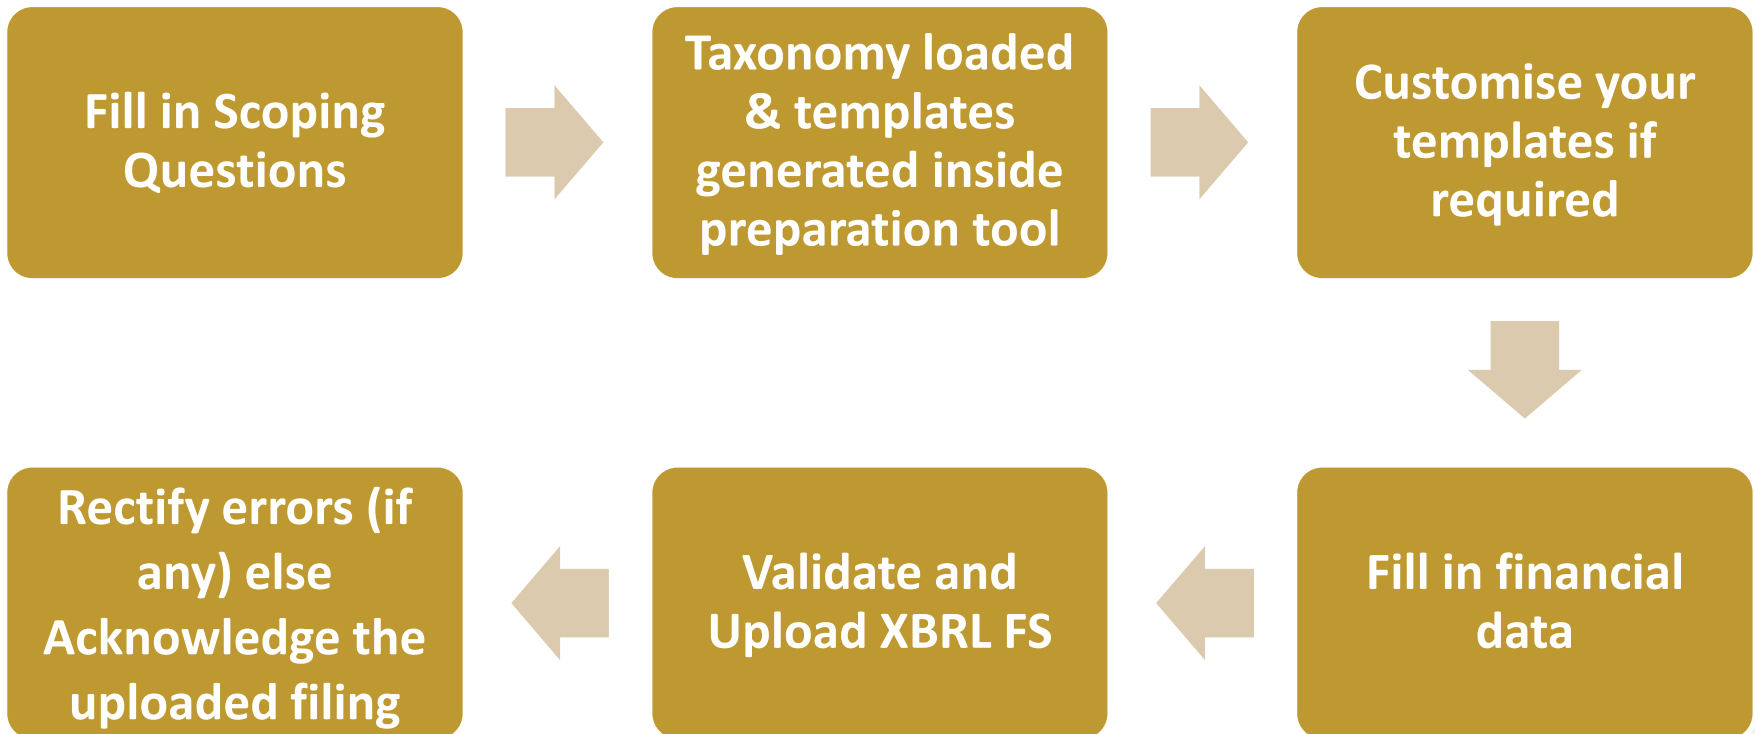 Fill in Scoping
Questions
Taxonomy loaded
& templates
generated inside
preparation tool
Customise your
templates if
required
Fill in financial
data
Validate and
Upload XBRL FS
Rectify errors (if
any) else
Acknowledge the
uploaded filing